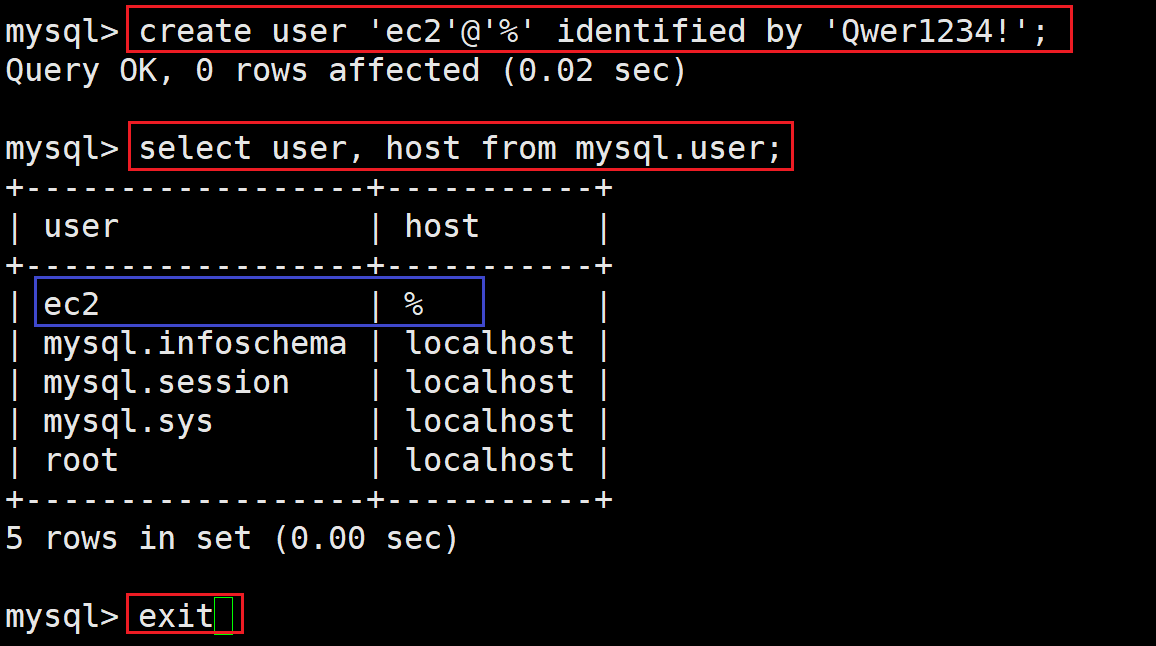 mysql> create user 'ec2'@'%' identified by 'Qwer1234!';
Query OK, 0 rows affected (0.02 sec)
mysql> select user, host from mysql.user;
+------------------+-----------+
| user             | host      |
+------------------+-----------+
| ec2              | %         |
| mysql.infoschema | localhost |
| mysql.session    | localhost |
| mysql.sys        | localhost |
| root             | localhost |
+------------------+-----------+
5 rows in set (0.00 sec)
mysql> exit